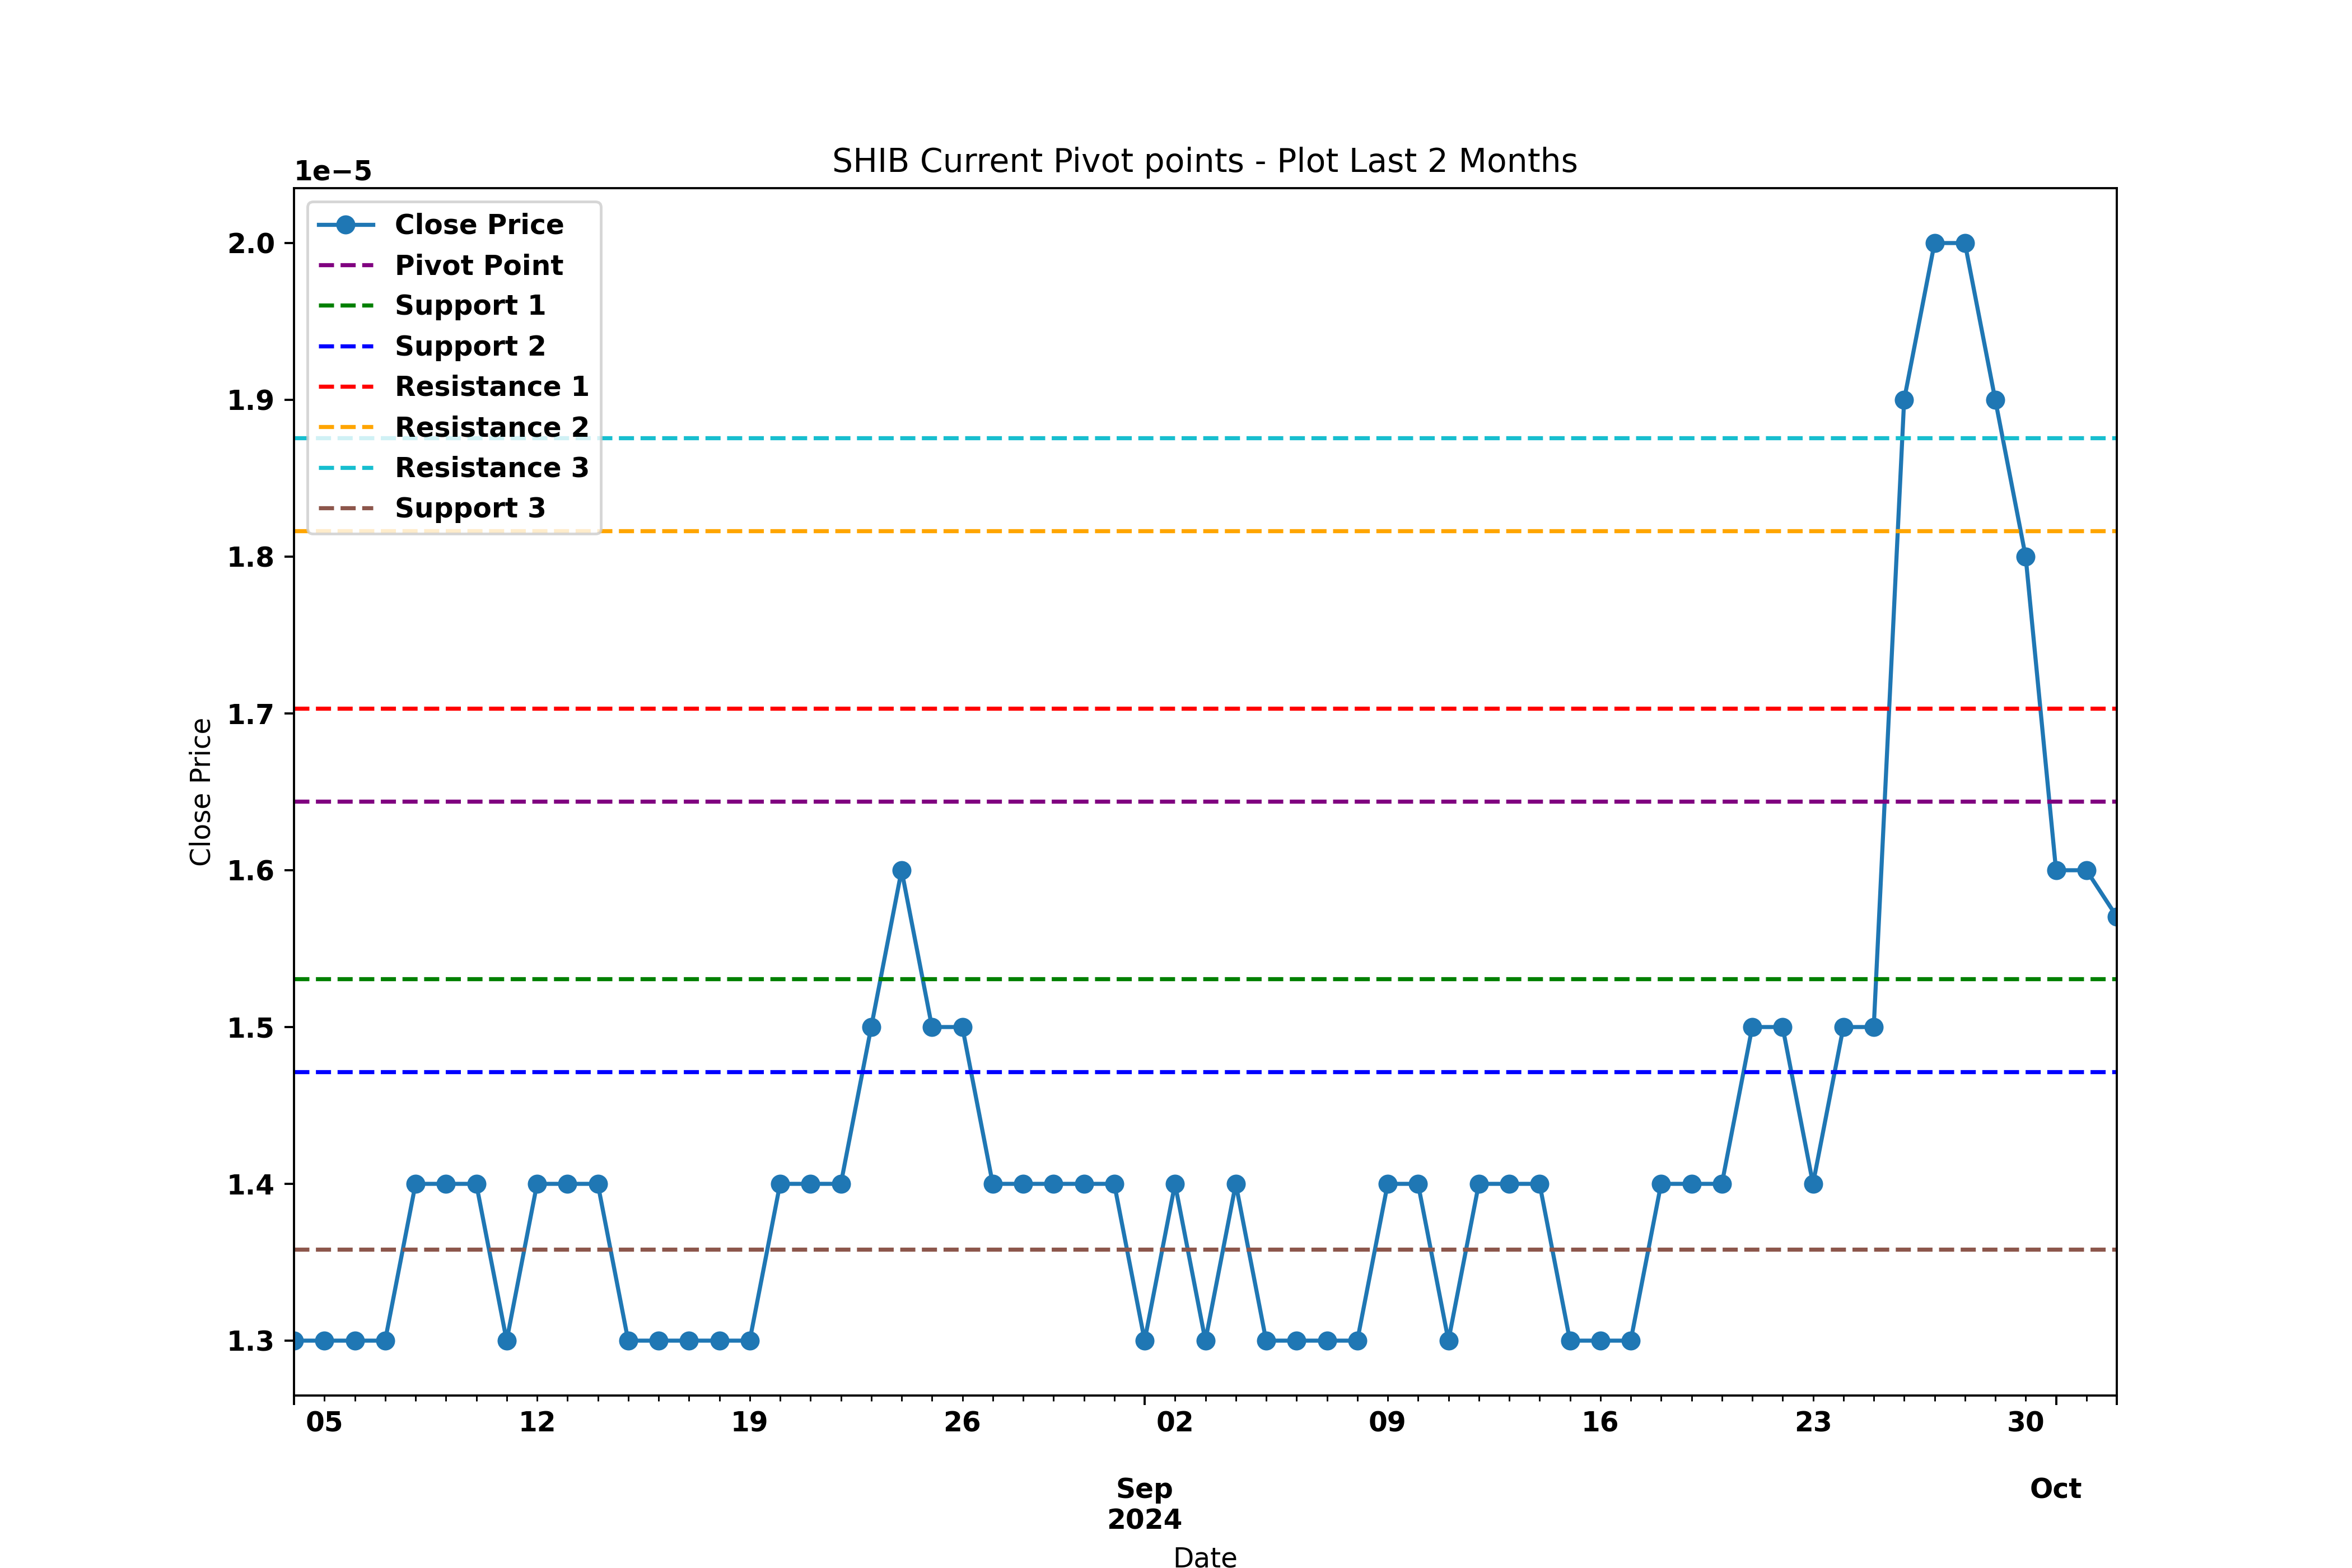 SHIB Current Pivot points - Plot Last 2 Months
1e−5
Close Price
Pivot Point
Support 1
Support 2
Resistance 1
Resistance 2
Resistance 3
Support 3
2.0
1.9
1.8
1.7
1.6
1.5
1.4
1.3
Close Price
05 12 19 26 02 09 16 23 30
Sep Oct
2024
Date